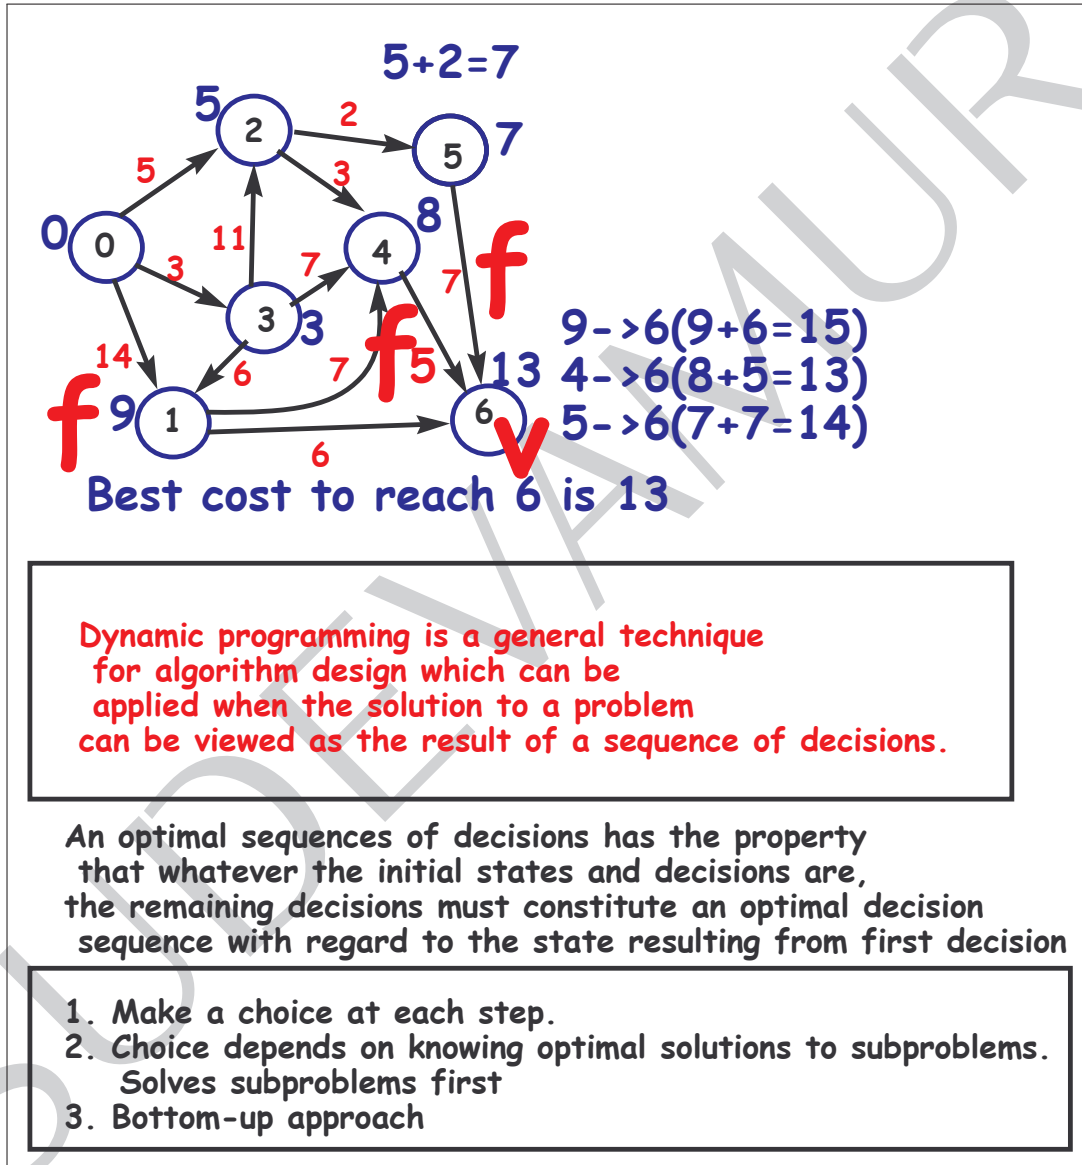 5+2=7
5
2
2
5
7
5
3
8
0
0
11
4
f
3
7
7
3
3
9->6(9+6=15)
14
6
7
f
5
13
4->6(8+5=13)
f
9
1
6
v
5->6(7+7=14)
6
Best cost to reach 6 is 13
Dynamic programming is a general technique
for algorithm design which can be
applied when the solution to a problem
can be viewed as the result of a sequence of decisions.
An optimal sequences of decisions has the property
that whatever the initial states and decisions are,
the remaining decisions must constitute an optimal decision
sequence with regard to the state resulting from first decision
1. Make a choice at each step.
2. Choice depends on knowing optimal solutions to subproblems.
Solves subproblems first
3. Bottom-up approach
UDEVAMUR